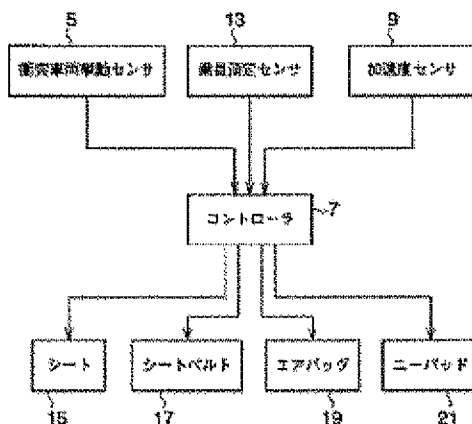 5 13 9
衝突車両挙動センサ 乗員測定センサ 加速度センサ
コントローラ 7
シート シートベルト エアバッグ ニーパッド
15 17 19 21